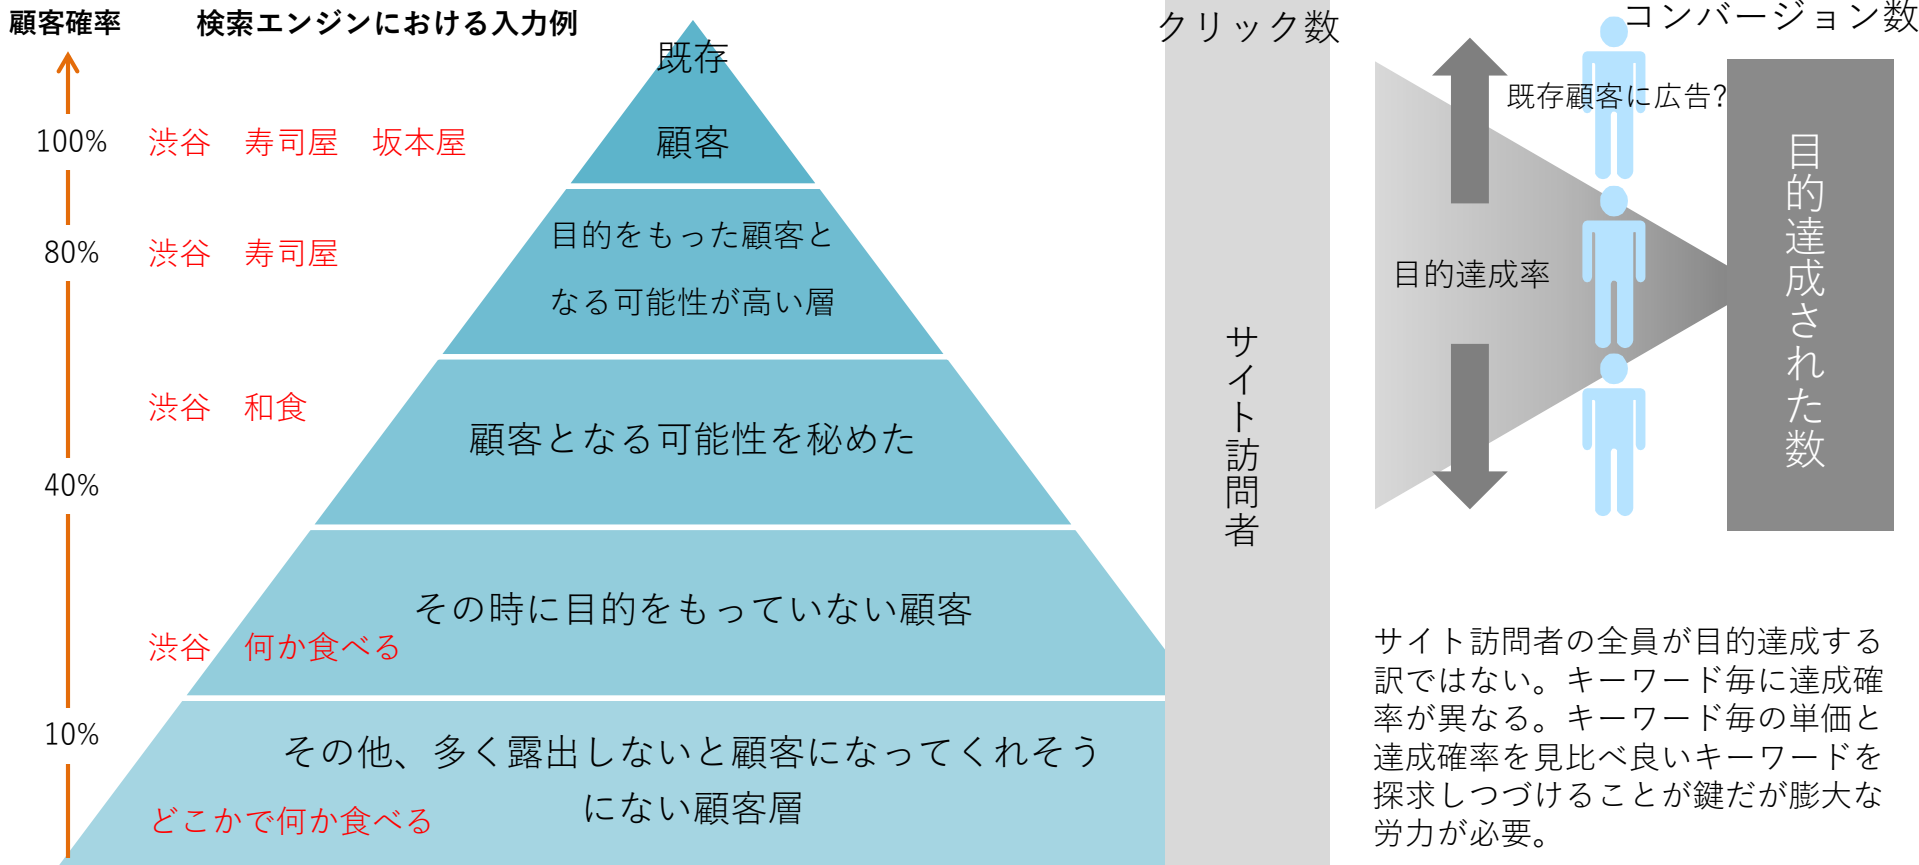 顧客確率
検索エンジンにおける入力例
クリック数
コンバージョン数
100%
渋谷　寿司屋　坂本屋
80%
渋谷　寿司屋
渋谷　和食
40%
渋谷　何か食べる
10%
どこかで何か食べる
既存
顧客
目的をもった顧客と
なる可能性が高い層
顧客となる可能性を秘めた
その時に目的をもっていない顧客
その他、多く露出しないと顧客になってくれそう
にない顧客層
サイト訪問者
既存顧客に広告?
目的達成率
目的達成された数
サイト訪問者の全員が目的達成する
訳ではない。キーワード毎に達成確
率が異なる。キーワード毎の単価と
達成確率を見比べ良いキーワードを
探求しつづけることが鍵だが膨大な
労力が必要。